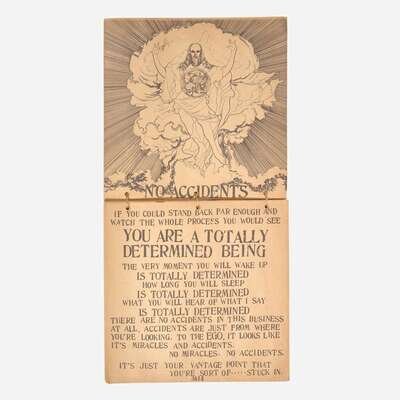 NO ACCIDENTS
IF YOU COULD STAND BACK FAR ENOUGH AND
WATCH THE WHOLE PROCESS YOU WOULD SEE
YOU ARE A TOTALLY
DETERMINED BEING
THE VERY MOMENT YOU WILL WAKE UP
IS TOTALLY DETERMINED
HOW LONG YOU WILL SLEEP
IS TOTALLY DETERMINED
WHAT YOU WILL HEAR OF WHAT I SAY
IS TOTALLY DETERMINED
THERE ARE NO ACCIDENTS IN THIS BUSINESS
AT ALL. ACCIDENTS ARE JUST FROM WHERE
YOU'RE LOOKING. TO THE EGO, IT LOOKS LIKE
IT'S MIRACLES AND ACCIDENTS.
NO MIRACLES. NO ACCIDENTS.
IT'S JUST YOUR VANTAGE POINT THAT
YOU'RE SORT OF·····STUCK IN.